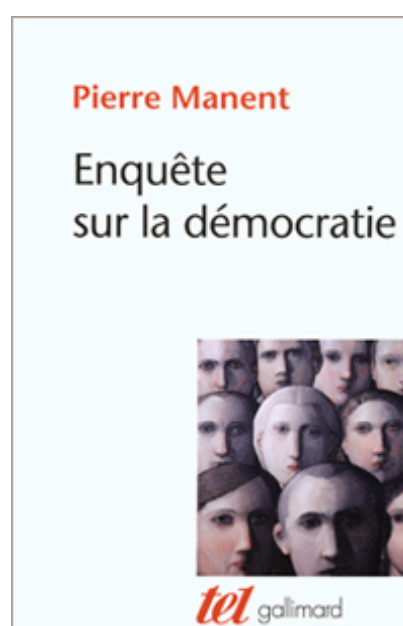 Pierre Manent
Enquête
sur la démocratie
tel gallimard